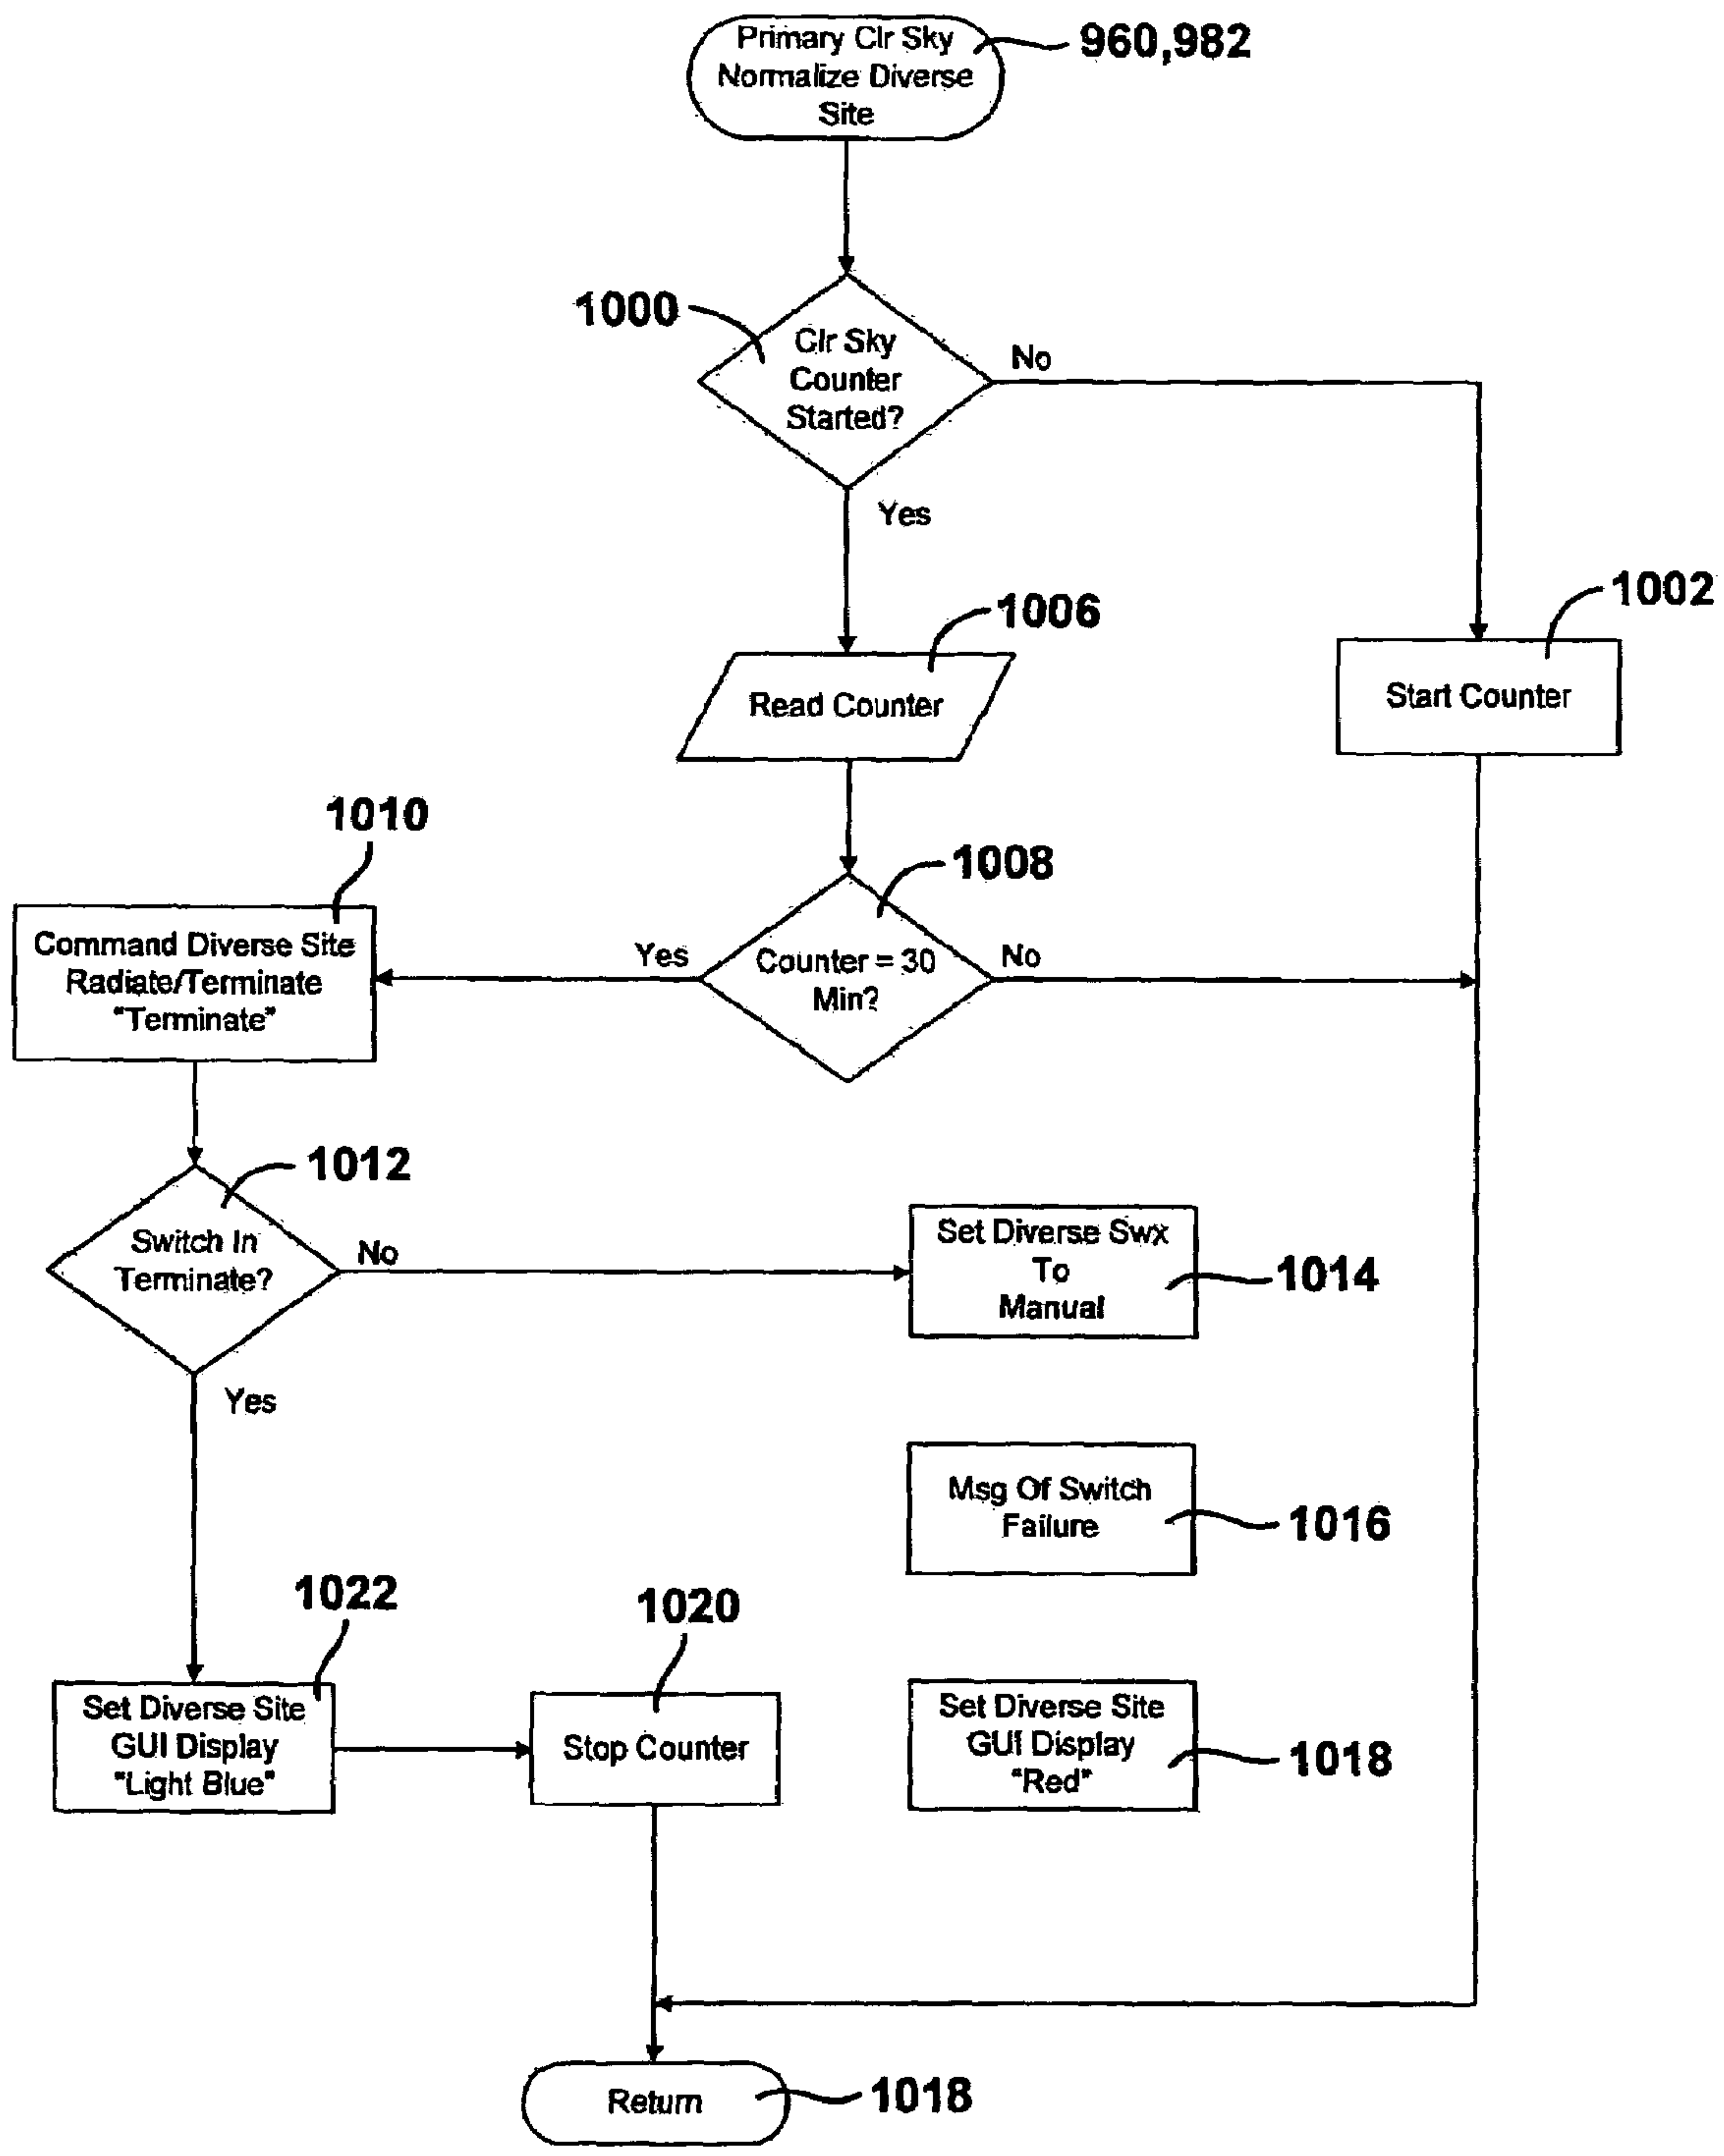 Primary Clr Sky
Normalize Diverse
Site
960,982
1000
Clr Sky
Counter
Started?
No
Yes
1002
Start Counter
1006
Read Counter
1010
1008
Command Diverse Site
Radiate/Terminate
"Terminate"
Yes
Counter = 30
Min?
No
1012
Switch In
Terminate?
No
Yes
Set Diverse Swx
To
Manual
1014
Msg Of Switch
Failure
1016
1022
1020
Set Diverse Site
GUI Display
"Light Blue"
Stop Counter
Set Diverse Site
GUI Display
"Red"
1018
Return
1018